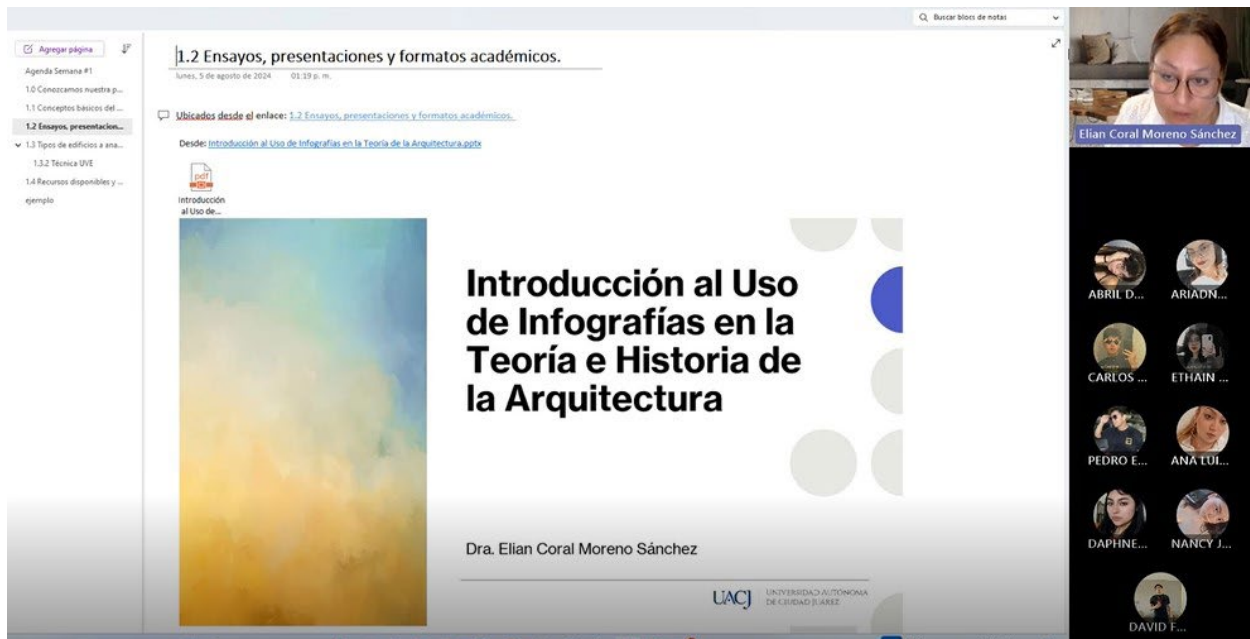 Buscar blocs de notas
Agregar página
Agenda Semana #1
1.0 Conozcamos nuestra p...
1.1 Conceptos básicos del ...
1.2 Ensayos, presentacion...
1.3 Tipos de edificios a ana...
1.3.2 Técnica UVE
1.4 Recursos disponibles y ...
ejemplo
1.2 Ensayos, presentaciones y formatos académicos.
lunes, 5 de agosto de 2024 01:19 p. m.
Ubicados desde el enlace: 1.2 Ensayos, presentaciones y formatos académicos.
Desde: Introducción al Uso de Infografías en la Teoría de la Arquitectura.pptx
pdf
Introducción
al Uso de...
Introducción al Uso
de Infografías en la
Teoría e Historia de
la Arquitectura
Dra. Elian Coral Moreno Sánchez
UACJ
UNIVERSIDAD AUTÓNOMA
DE CIUDAD JUÁREZ
Elian Coral Moreno Sánchez
ABRIL D...
ARIADN...
CARLOS ...
ETHAIN ...
PEDRO E...
ANA LUI...
DAPHNE...
NANCY J...
DAVID F...